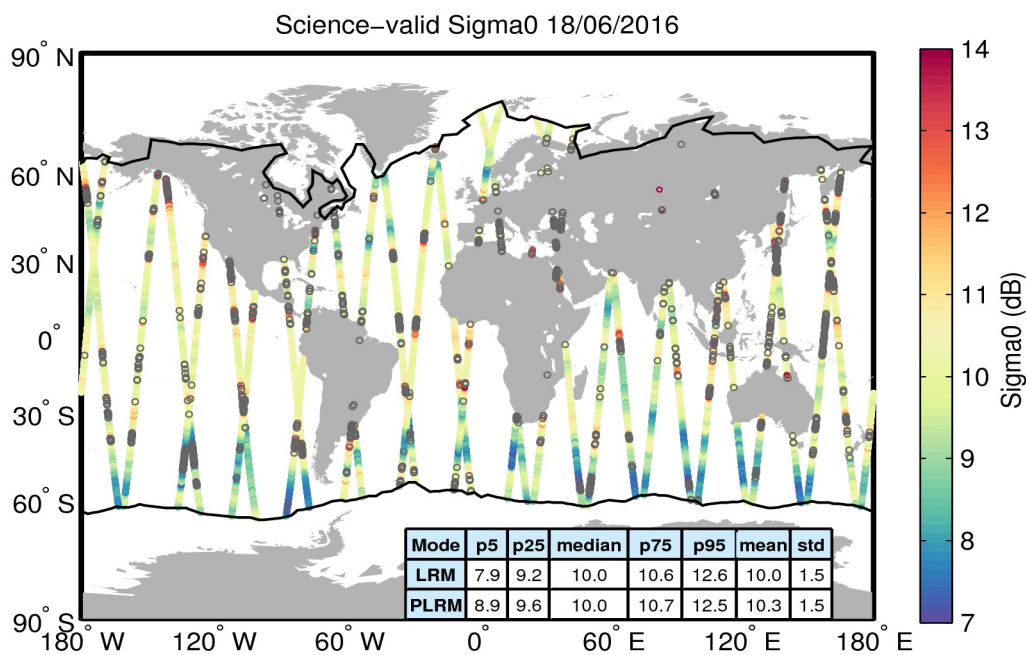 Science−valid Sigma0 18/06/2016
90° N
60° N
30° N
0°
30° S
60° S
90° S
180° W
120° W
60° W
0°
60° E
120° E
180° E
Mode p5 p25 median p75 p95 mean std
LRM 7.9 9.2 10.0 10.6 12.6 10.0 1.5
PLRM 8.9 9.6 10.0 10.7 12.5 10.3 1.5
14
13
12
11
10
9
8
7
Sigma0 (dB)